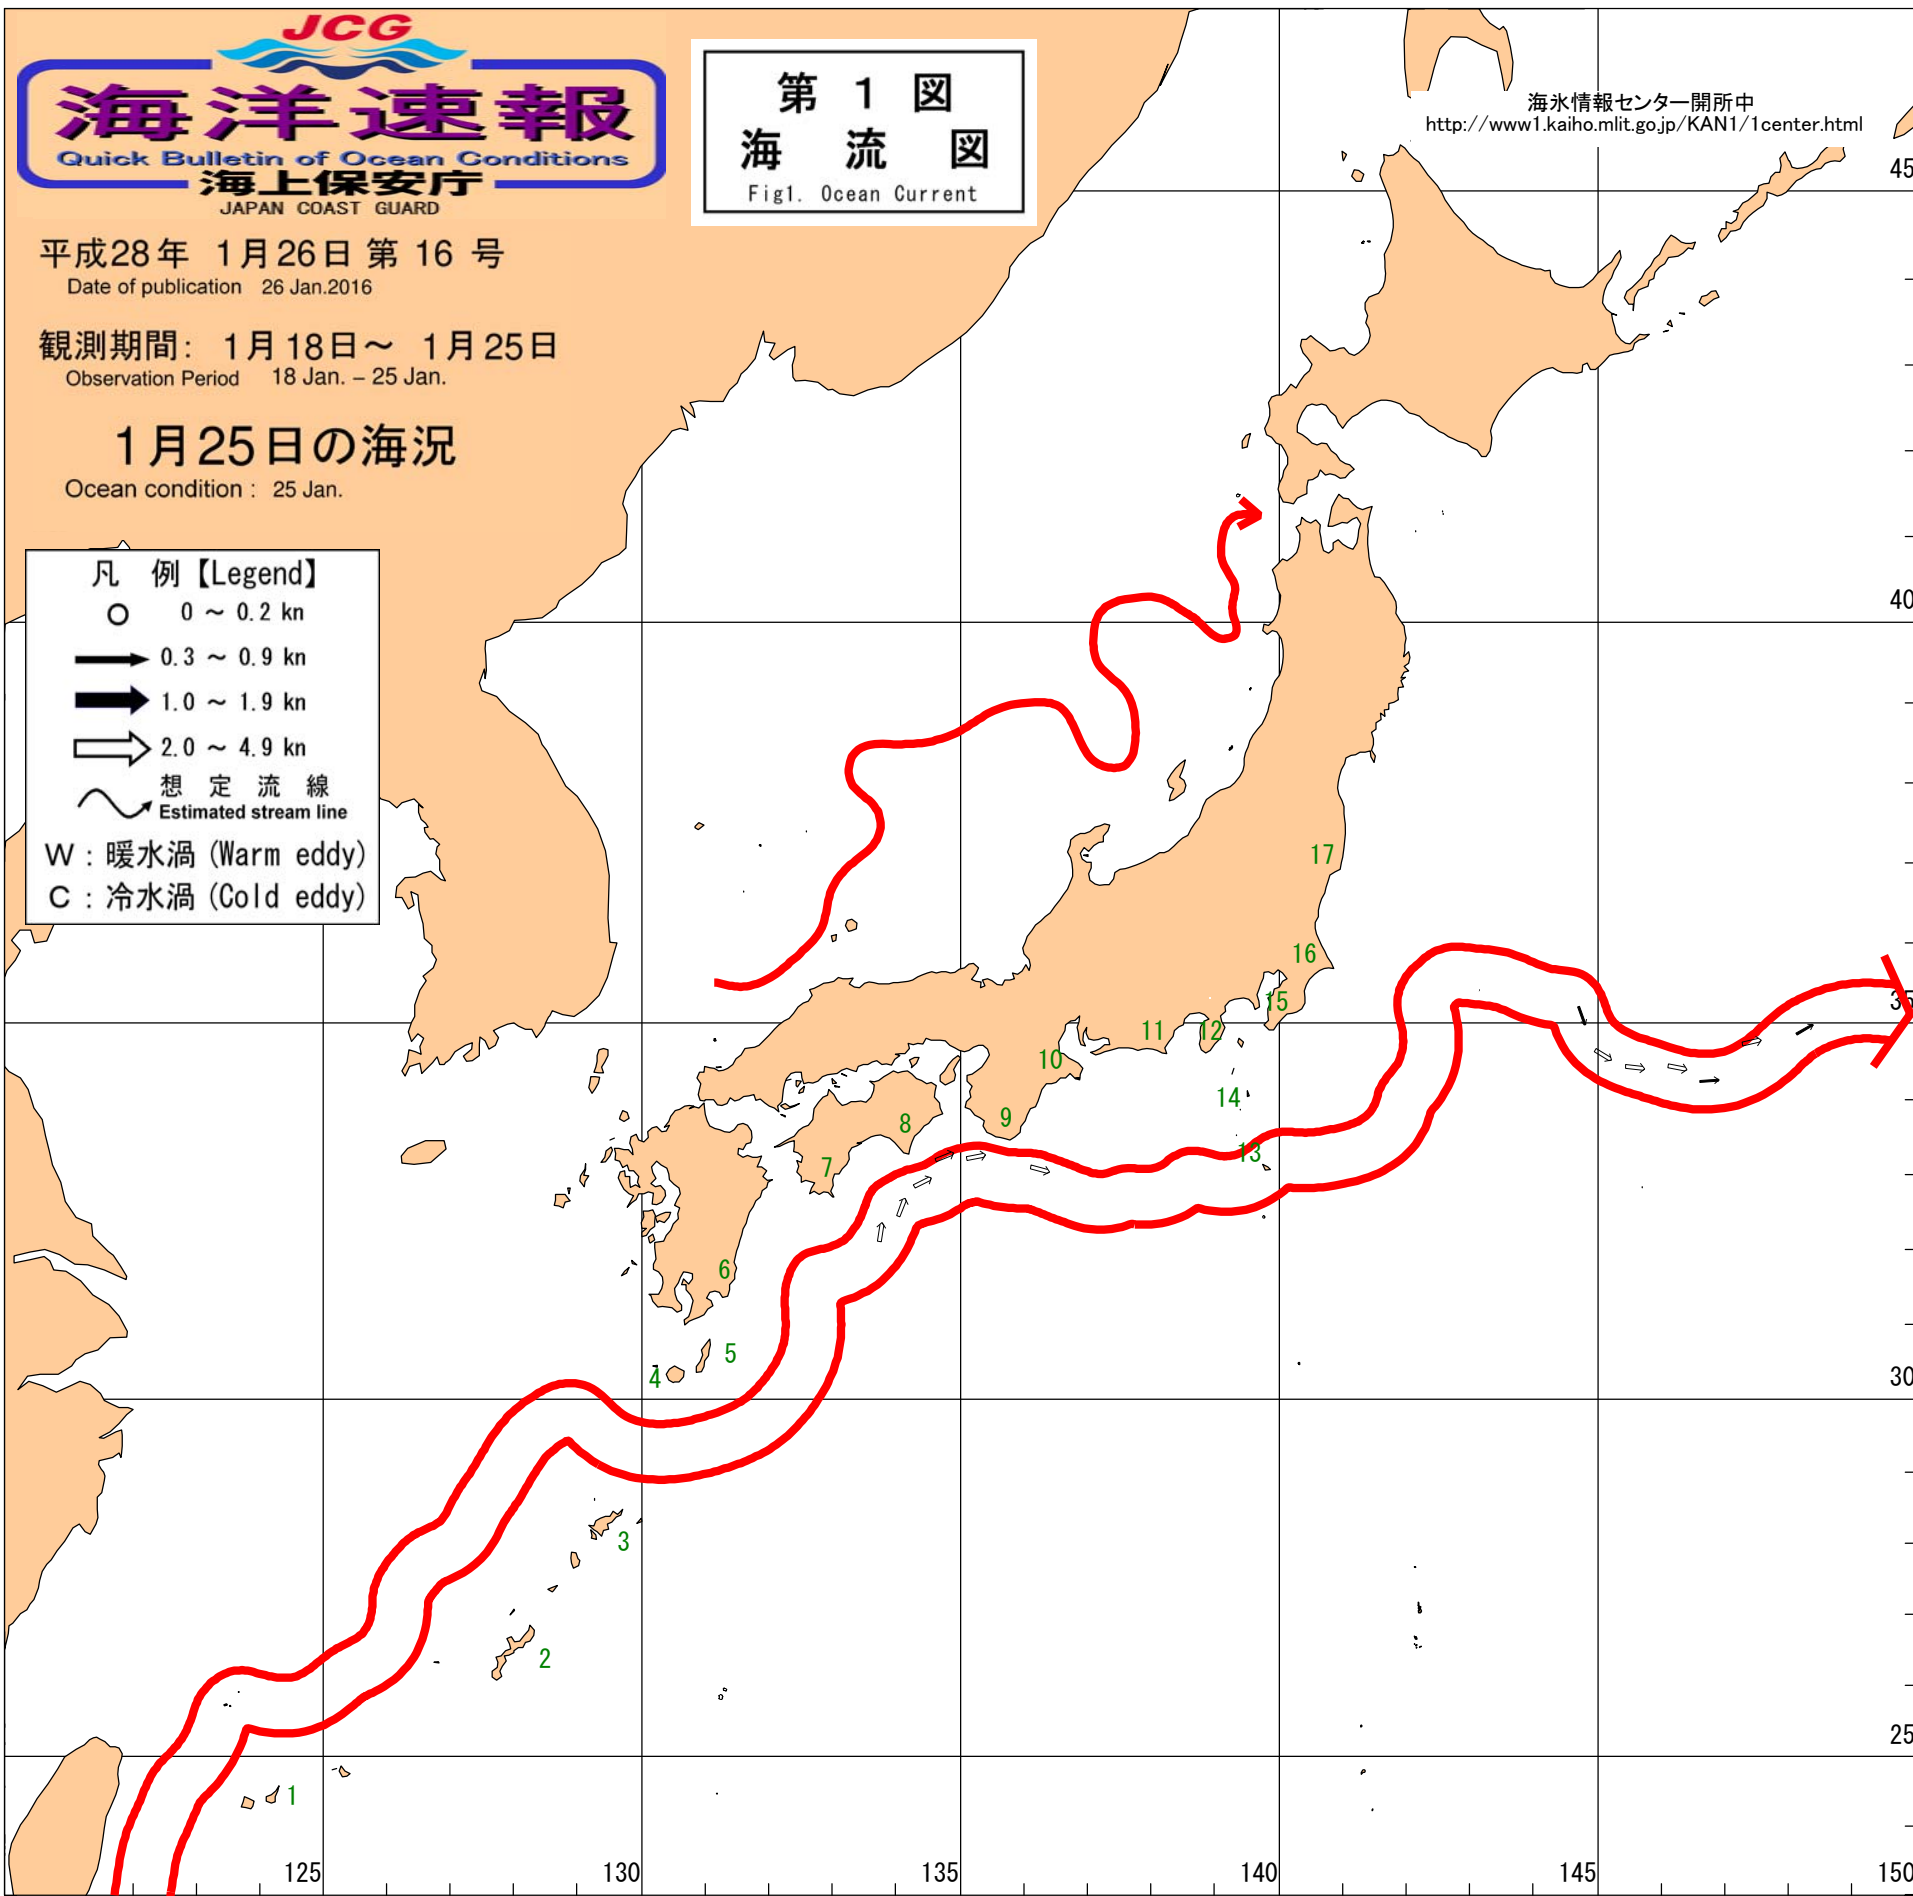 JCG
海洋速報
Quick Bulletin of Ocean Conditions
海上保安庁
JAPAN COAST GUARD
第 1 図
海 流 図
Fig1. Ocean Current
海氷情報センター開所中
http://www1.kaiho.mlit.go.jp/KAN1/1center.html
平成28年 1月26日 第 16 号
Date of publication 26 Jan.2016
観測期間: 1月18日～ 1月25日
Observation Period 18 Jan. – 25 Jan.
1月25日の海況
Ocean condition : 25 Jan.
凡 例【Legend】
0 ～ 0.2 kn
0.3 ～ 0.9 kn
1.0 ～ 1.9 kn
2.0 ～ 4.9 kn
想 定 流 線
Estimated stream line
W : 暖水渦 (Warm eddy)
C : 冷水渦 (Cold eddy)
45
40
17
16
35
15
12
11
10
14
9
8
13
7
6
5
4
30
3
2
25
1
125
130
135
140
145
150